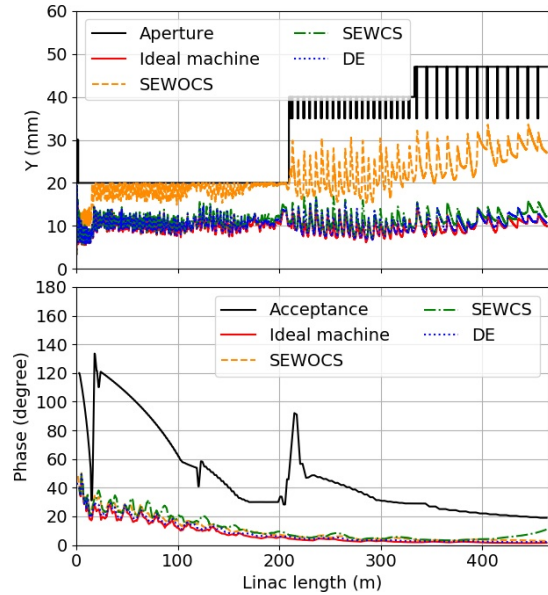 60
50
40
30
20
10
0
Y (mm)
Aperture
Ideal machine
SEWOCS
SEWCS
DE
180
160
140
120
100
80
60
40
20
0
Phase (degree)
Acceptance
Ideal machine
SEWOCS
SEWCS
DE
0 100 200 300 400
Linac length (m)